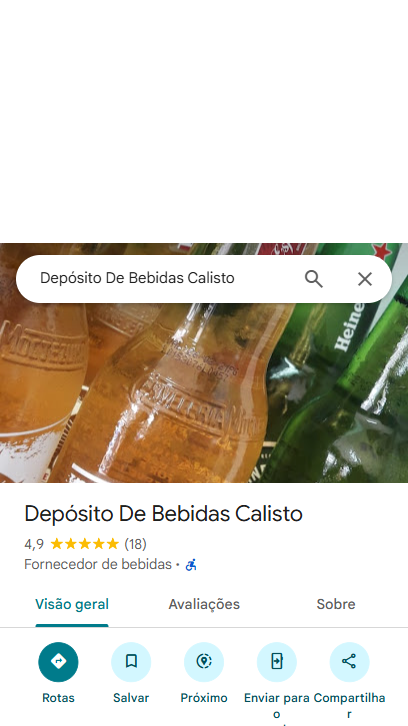 Depósito De Bebidas Calisto
Heine
Depósito De Bebidas Calisto
4,9 (18)
Fornecedor de bebidas ·
Visão geral
Avaliações
Sobre
Rotas
Salvar
Próximo
Enviar para o
Compartilhar